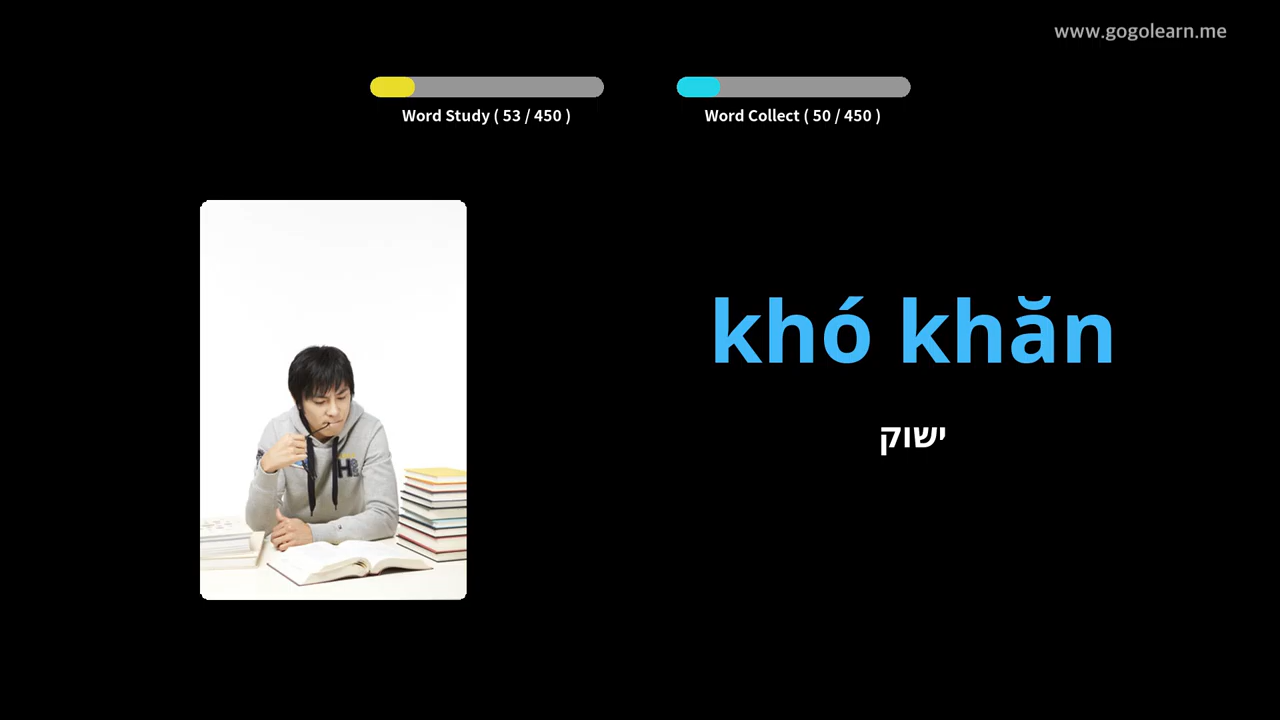 www.gogolearn.me
Word Study ( 53 / 450 )
Word Collect ( 50 / 450 )
khó khăn
ישוק
H